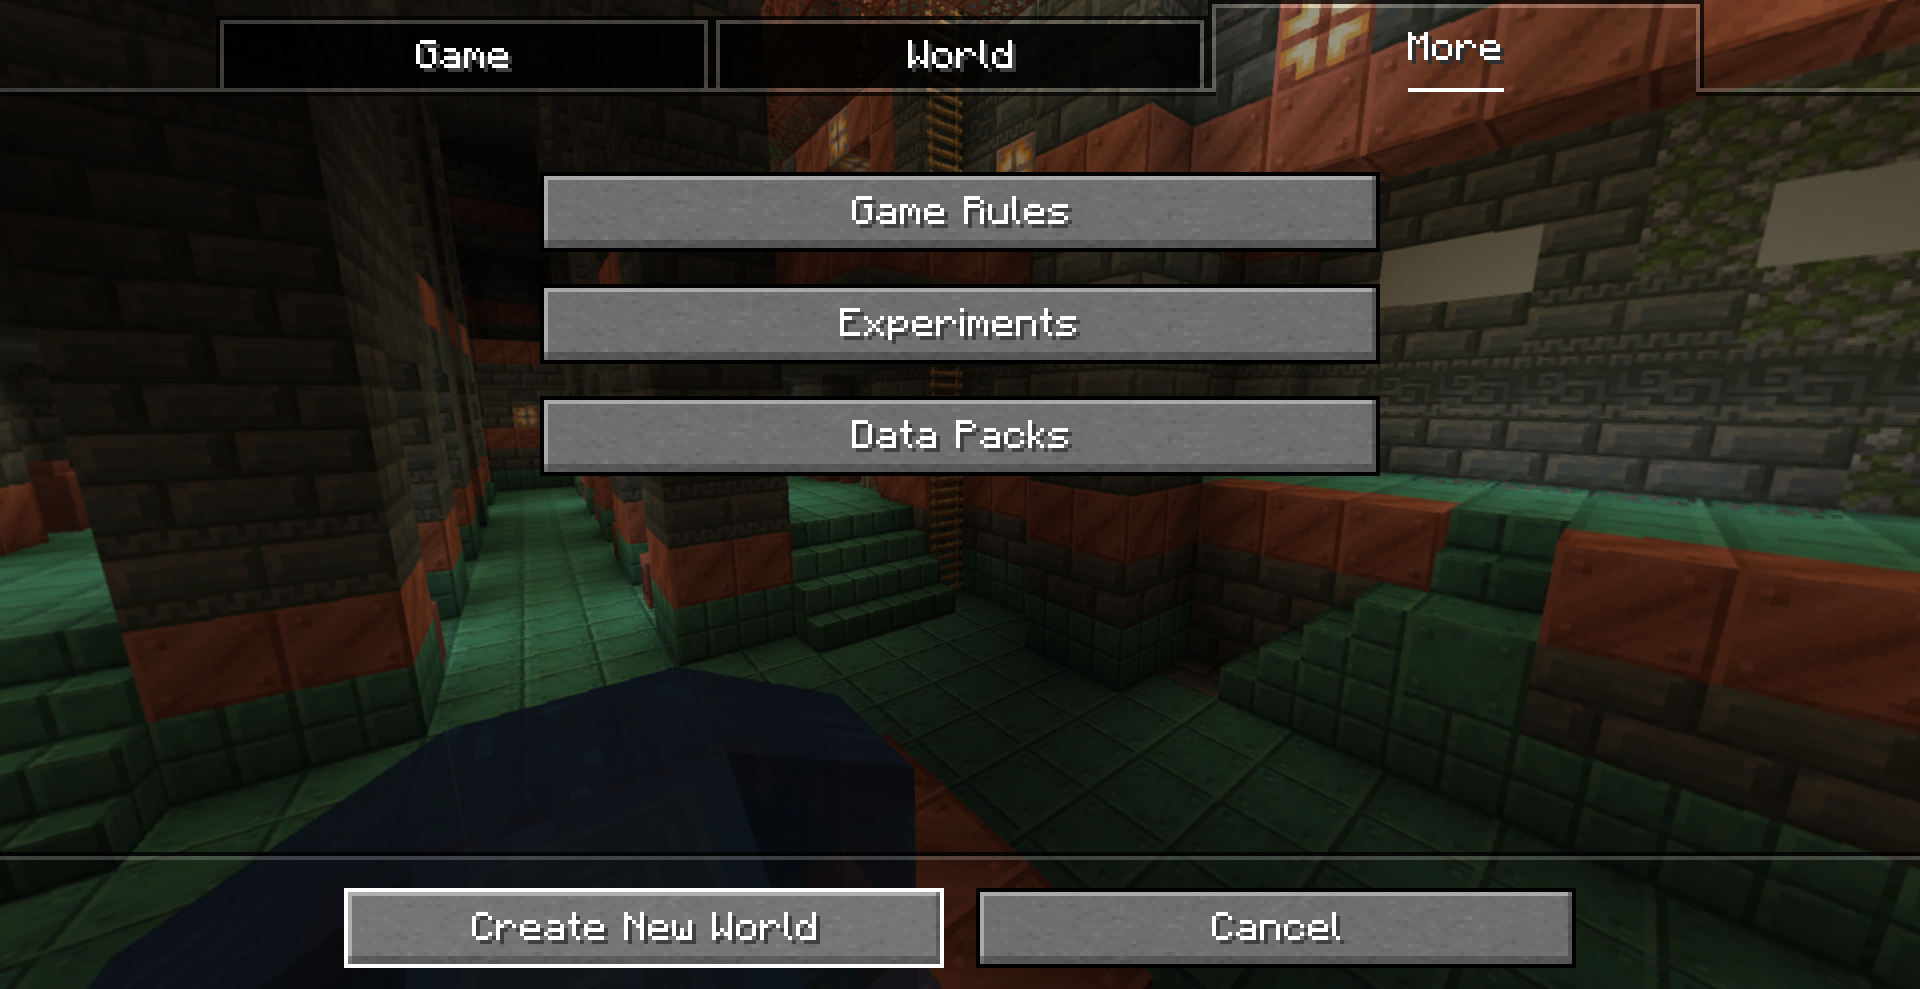 Game
World
More
Game Rules
Experiments
Data Packs
Create New World
Cancel